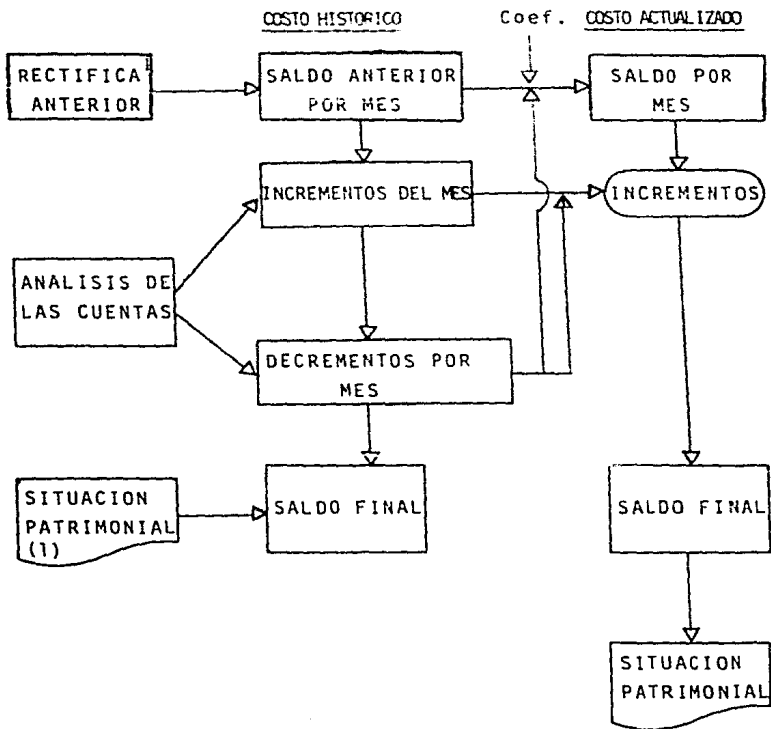 COSTO HISTORICO
Coef.
COSTO ACTUALIZADO
RECTIFICA
ANTERIOR
SALDO ANTERIOR
POR MES
SALDO POR
MES
INCREMENTOS DEL MES
INCREMENTOS
ANALISIS DE
LAS CUENTAS
DECREMENTOS POR
MES
SITUACION
PATRIMONIAL
(1)
SALDO FINAL
SALDO FINAL
SITUACION
PATRIMONIAL